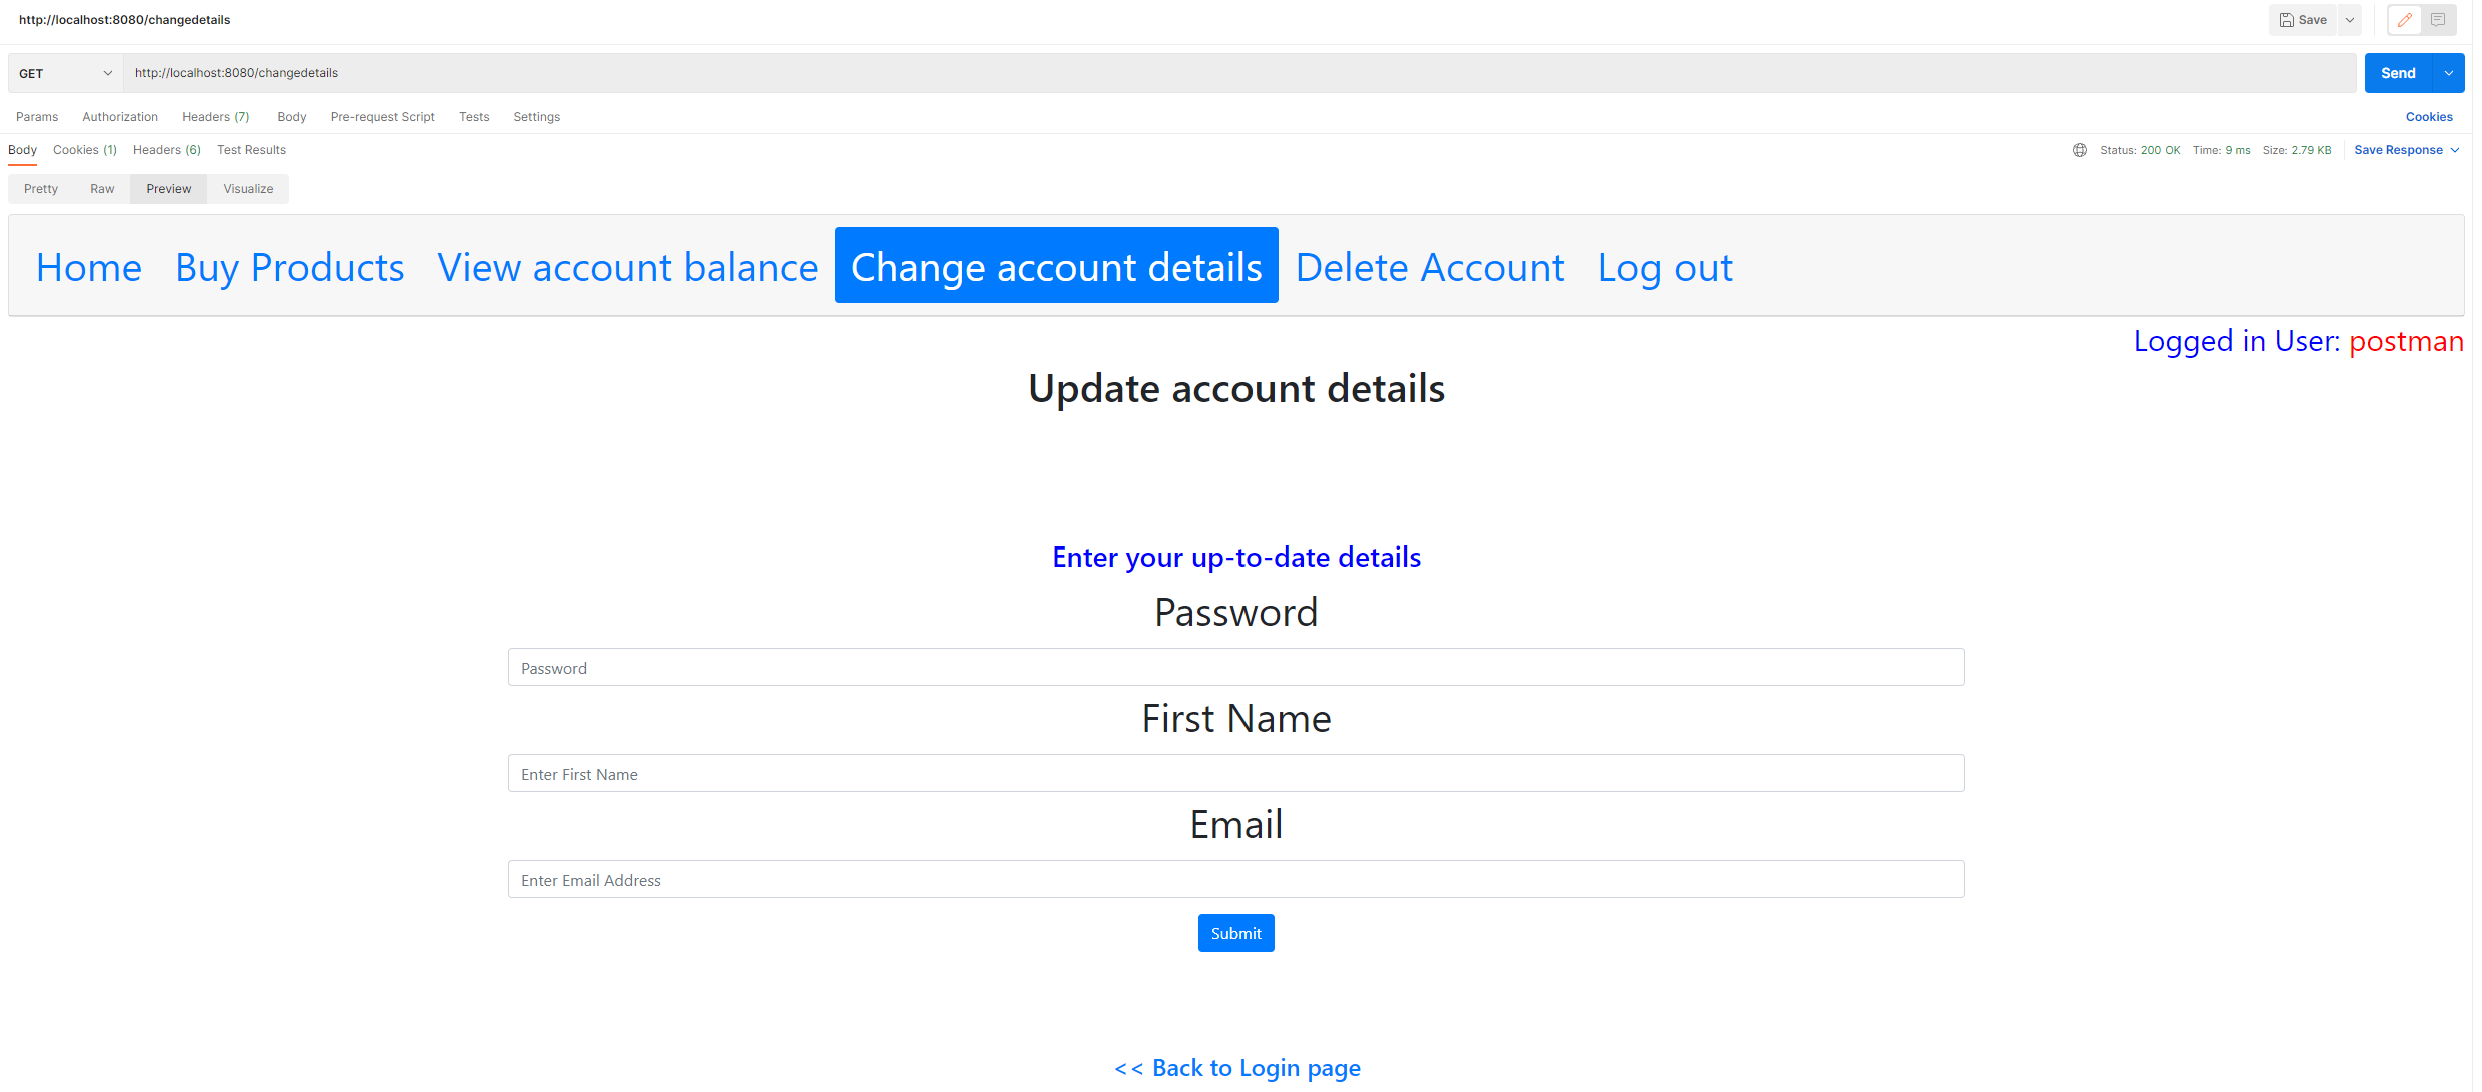 http://localhost:8080/changedetails
Save
GET http://localhost:8080/changedetails Send
Params Authorization Headers (7) Body Pre-request Script Tests Settings Cookies
Body Cookies (1) Headers (6) Test Results Status: 200 OK Time: 9 ms Size: 2.79 KB Save Response
Pretty Raw Preview Visualize
Home Buy Products View account balance Change account details Delete Account Log out
Logged in User: postman
Update account details
Enter your up-to-date details
Password
Password
First Name
Enter First Name
Email
Enter Email Address
Submit
<< Back to Login page